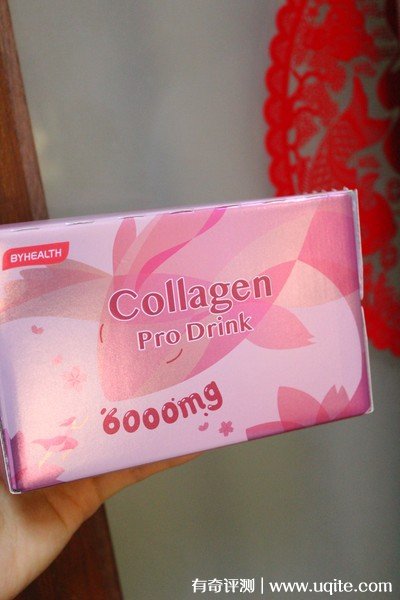 BYHEALTH
Collagen
Pro Drink
6000mg
有奇评测 | www.uqite.com